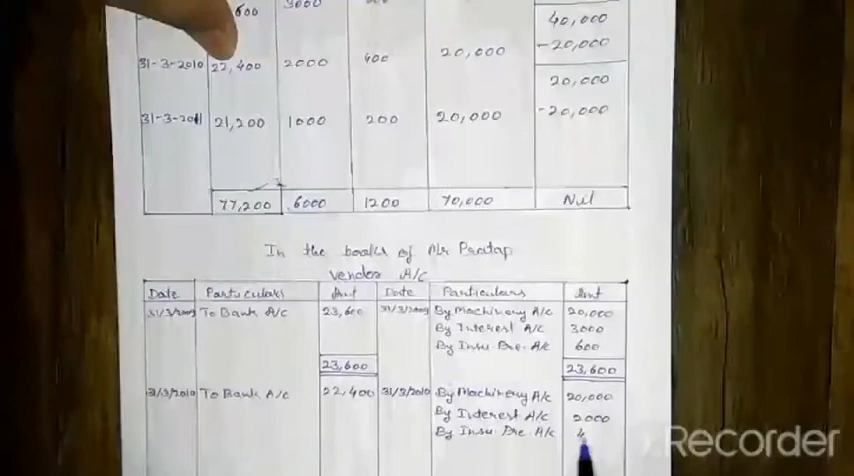 600 3000
40,000
-20,000
31-3-2010 22,400 2000 400 20,000
20,000
31-3-2011 21,200 1000 200 20,000 -20,000
77,200 6000 1200 70,000 Nil
In the books of Mr Pratap
Vendor A/C
Date Particulars Amt Date Particulars Amt
31/3/2009 To Bank A/C 23,600 31/3/2009 By Machinery A/C 20,000
By Interest A/C 3000
By Insu. Pre. A/c 600
23,600 23,600
31/3/2010 To Bank A/C 22,400 31/3/2010 By Machinery A/C 20,000
By Interest A/C 2000
By Insu. Pre. A/C 4
Recorder